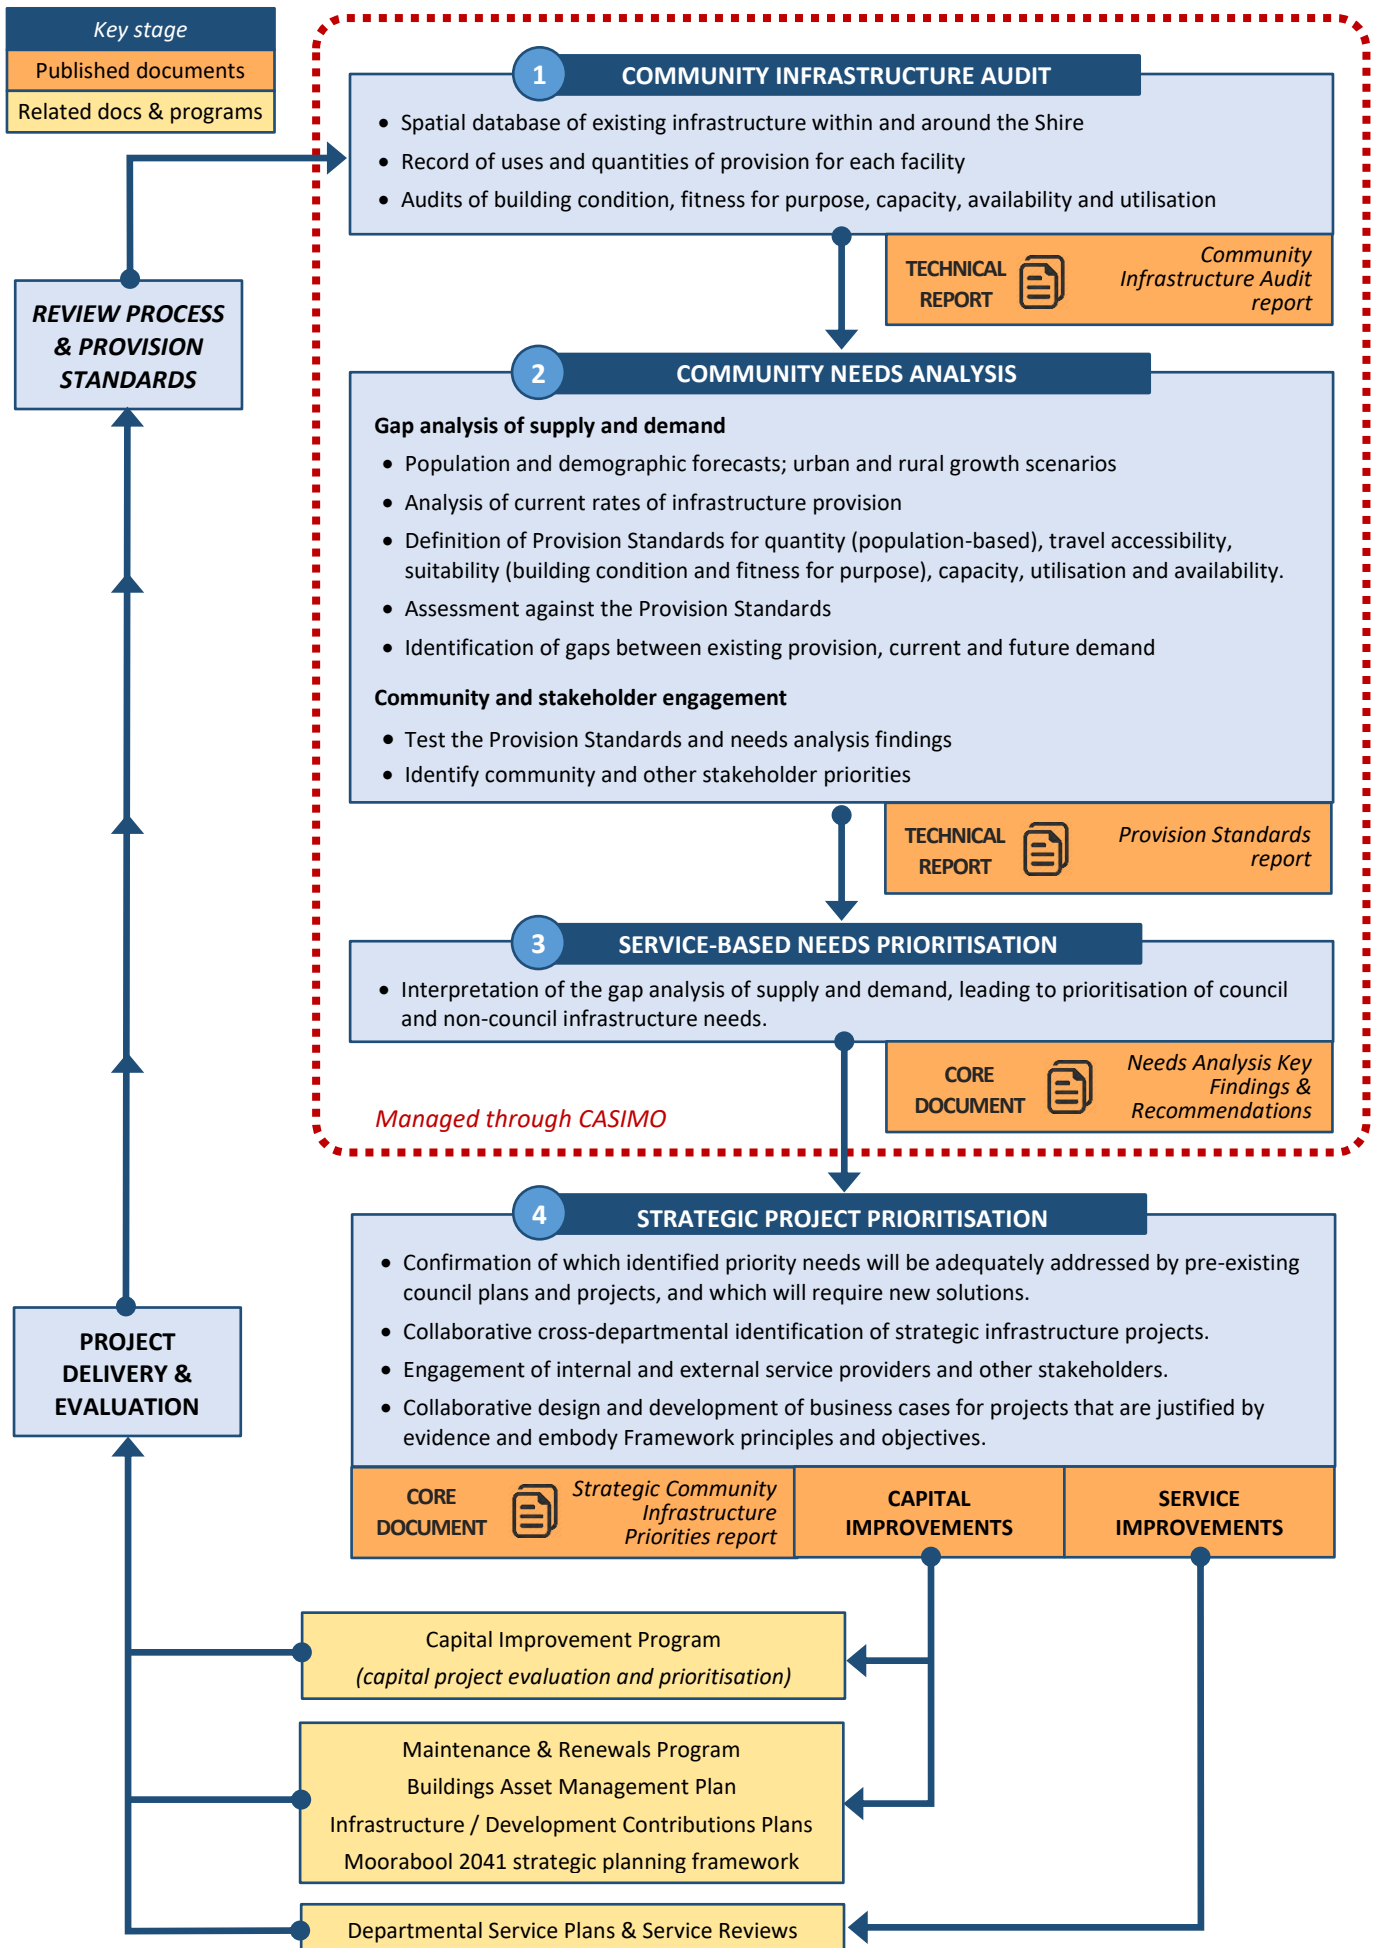 Key stage
Published documents
Related docs & programs
1
COMMUNITY INFRASTRUCTURE AUDIT
• Spatial database of existing infrastructure within and around the Shire
• Record of uses and quantities of provision for each facility
• Audits of building condition, fitness for purpose, capacity, availability and utilisation
TECHNICAL
REPORT
Community
Infrastructure Audit
report
REVIEW PROCESS
& PROVISION
STANDARDS
2
COMMUNITY NEEDS ANALYSIS
Gap analysis of supply and demand
• Population and demographic forecasts; urban and rural growth scenarios
• Analysis of current rates of infrastructure provision
• Definition of Provision Standards for quantity (population-based), travel accessibility,
suitability (building condition and fitness for purpose), capacity, utilisation and availability.
• Assessment against the Provision Standards
• Identification of gaps between existing provision, current and future demand
Community and stakeholder engagement
• Test the Provision Standards and needs analysis findings
• Identify community and other stakeholder priorities
TECHNICAL
REPORT
Provision Standards
report
3
SERVICE-BASED NEEDS PRIORITISATION
• Interpretation of the gap analysis of supply and demand, leading to prioritisation of council
and non-council infrastructure needs.
CORE
DOCUMENT
Needs Analysis Key
Findings &
Recommendations
Managed through CASIMO
4
STRATEGIC PROJECT PRIORITISATION
• Confirmation of which identified priority needs will be adequately addressed by pre-existing
council plans and projects, and which will require new solutions.
• Collaborative cross-departmental identification of strategic infrastructure projects.
• Engagement of internal and external service providers and other stakeholders.
• Collaborative design and development of business cases for projects that are justified by
evidence and embody Framework principles and objectives.
PROJECT
DELIVERY &
EVALUATION
CORE
DOCUMENT
Strategic Community
Infrastructure
Priorities report
CAPITAL
IMPROVEMENTS
SERVICE
IMPROVEMENTS
Capital Improvement Program
(capital project evaluation and prioritisation)
Maintenance & Renewals Program
Buildings Asset Management Plan
Infrastructure / Development Contributions Plans
Moorabool 2041 strategic planning framework
Departmental Service Plans & Service Reviews